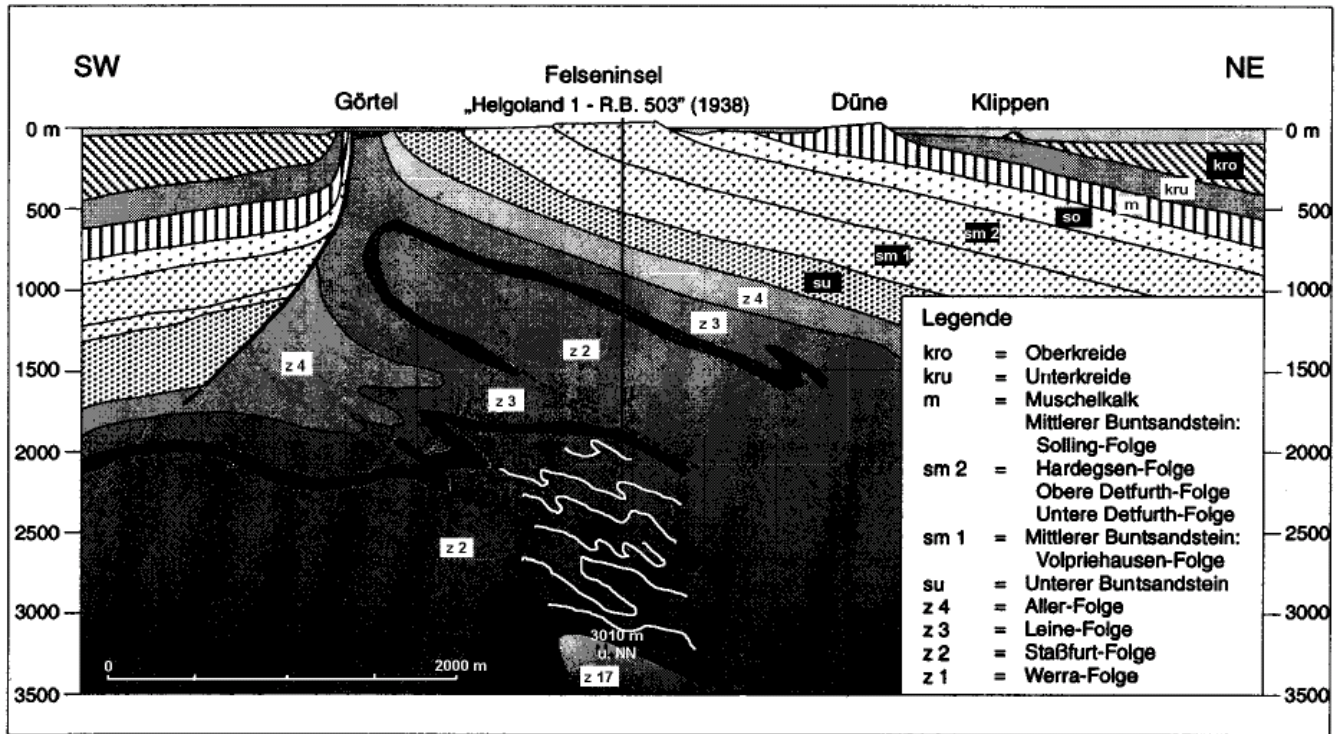 SW
NE
Felseninsel
Görtel
„Helgoland 1 - R.B. 503" (1938)
Düne
Klippen
0 m
0 m
kro
kru
m
500
500
so
sm 2
sm 1
su
1000
1000
z 4
z 3
z 2
z 4
1500
1500
z 3
2000
2000
2500
2500
z 2
3000
3000
3010 m
u. NN
0
2000 m
z 1?
3500
3500
Legende
kro = Oberkreide
kru = Unterkreide
m = Muschelkalk
Mittlerer Buntsandstein:
Solling-Folge
sm 2 = Hardegsen-Folge
Obere Detfurth-Folge
Untere Detfurth-Folge
sm 1 = Mittlerer Buntsandstein:
Volpriehausen-Folge
su = Unterer Buntsandstein
z 4 = Aller-Folge
z 3 = Leine-Folge
z 2 = Staßfurt-Folge
z 1 = Werra-Folge